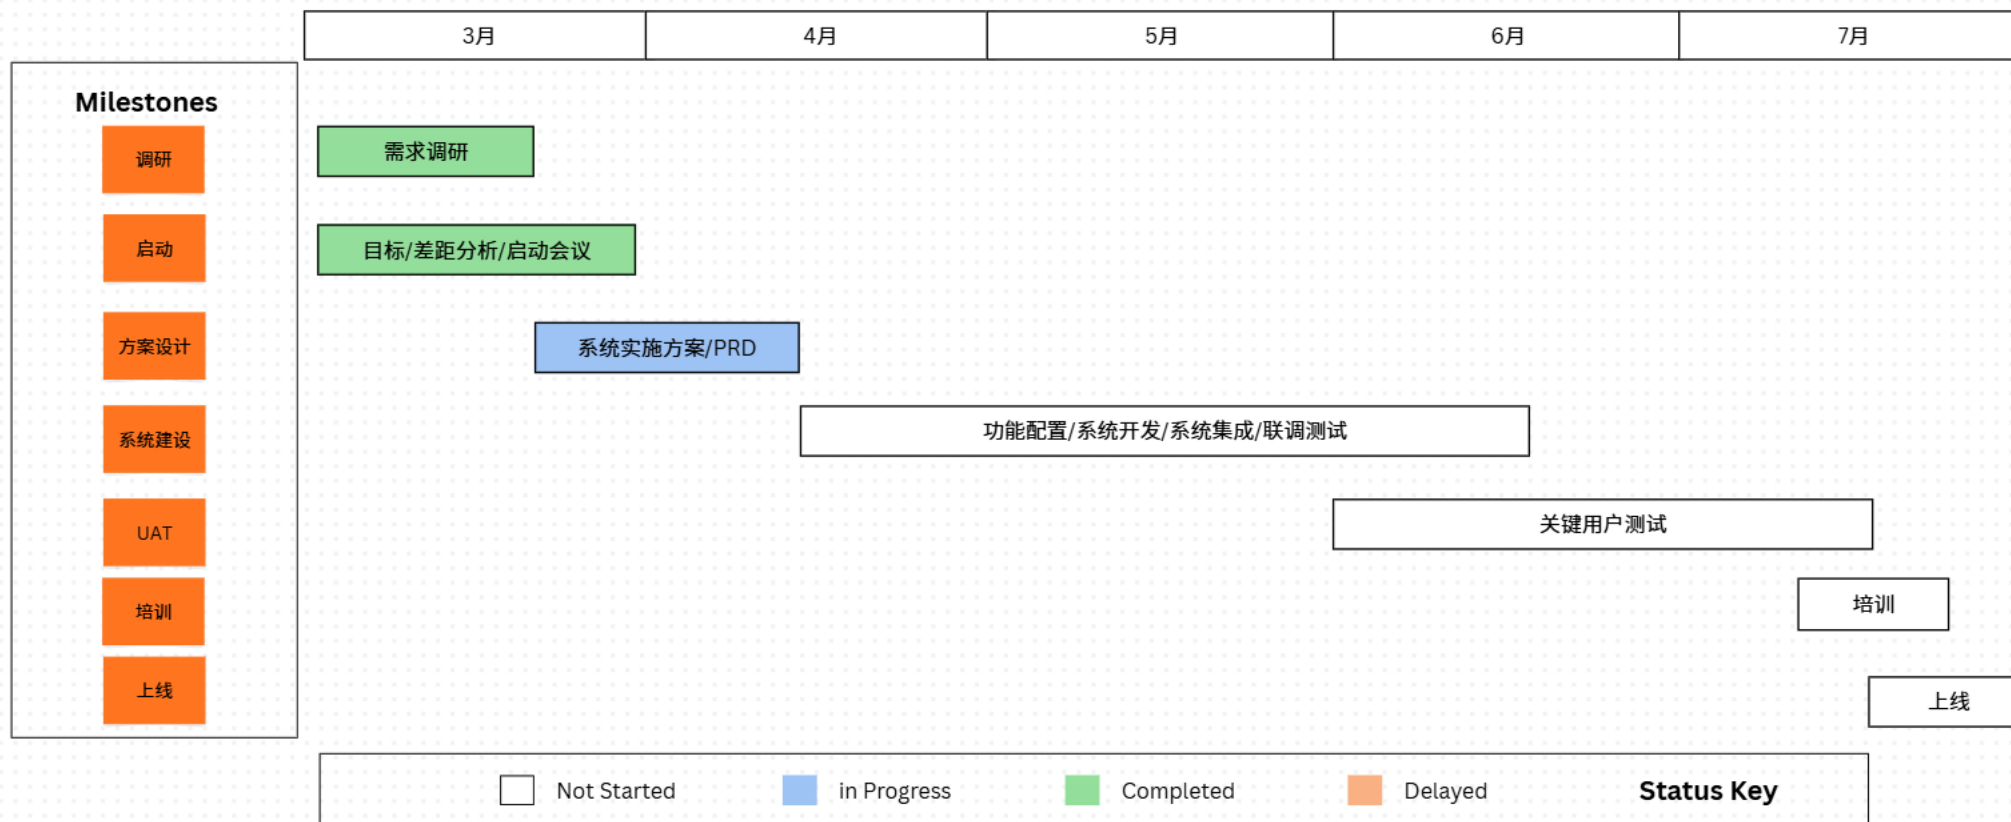 3月
4月
5月
6月
7月
Milestones
调研
需求调研
启动
目标/差距分析/启动会议
方案设计
系统实施方案/PRD
系统建设
功能配置/系统开发/系统集成/联调测试
UAT
关键用户测试
培训
培训
上线
上线
Not Started
in Progress
Completed
Delayed
Status Key